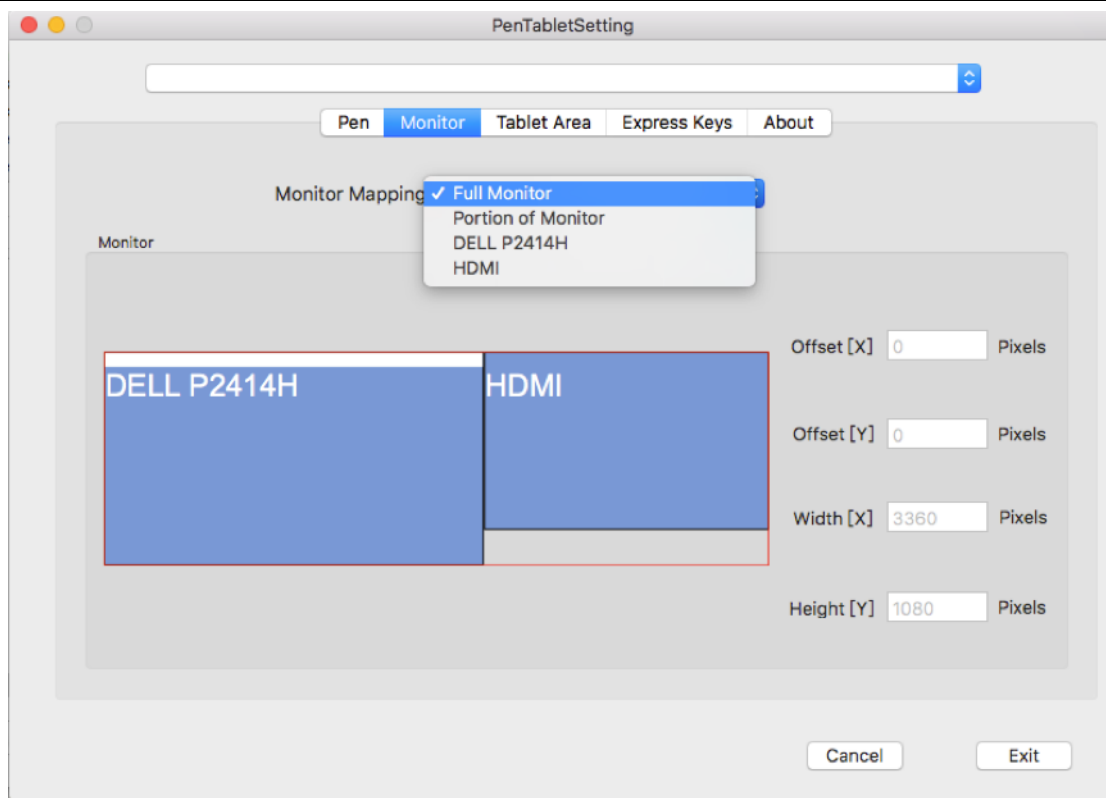 PenTabletSetting
Pen Monitor Tablet Area Express Keys About
Monitor Mapping ✓ Full Monitor
Portion of Monitor
DELL P2414H
HDMI
Monitor
DELL P2414H HDMI
Offset [X] 0 Pixels
Offset [Y] 0 Pixels
Width [X] 3360 Pixels
Height [Y] 1080 Pixels
Cancel Exit